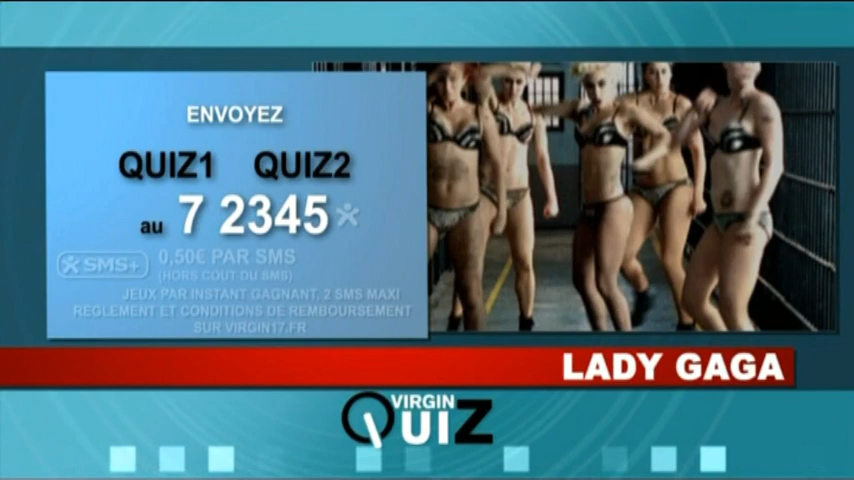 ENVOYEZ
QUIZ1 QUIZ2
au 7 2345
SMS+
0,50€ PAR SMS
(HORS COUT DU SMS)
JEUX PAR INSTANT GAGNANT, 2 SMS MAXI
REGLEMENT ET CONDITIONS DE REMBOURSEMENT
SUR VIRGIN17.FR
LADY GAGA
VIRGIN
QUIZ